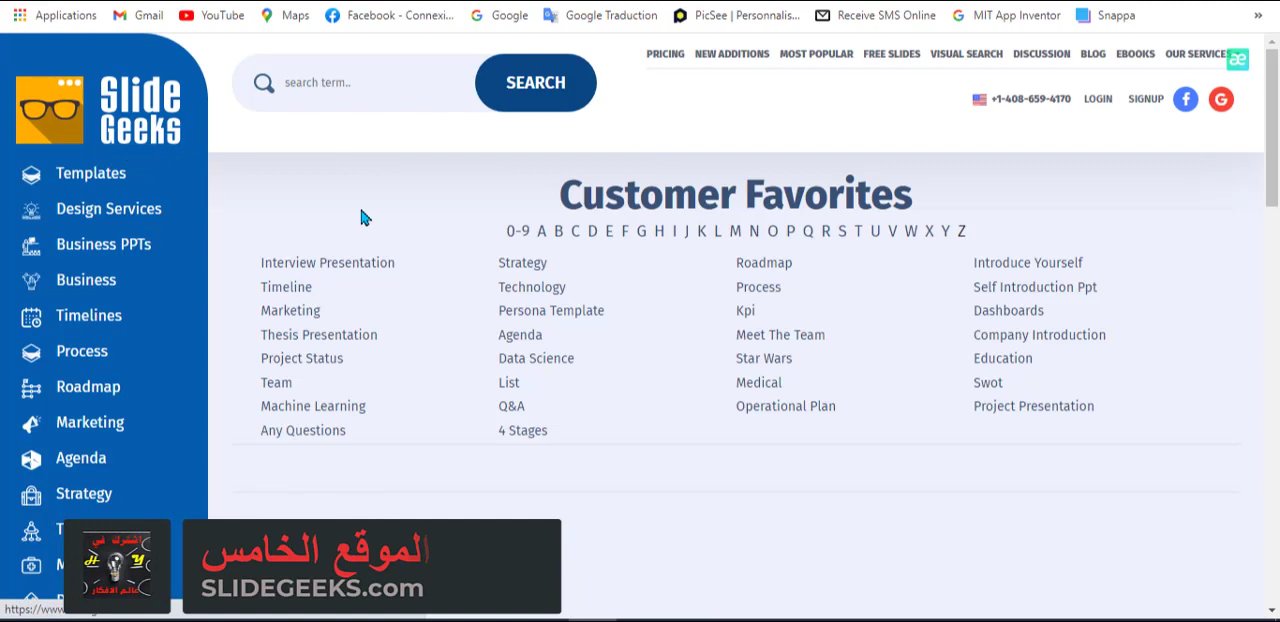 Applications Gmail YouTube Maps Facebook - Connexi... Google Google Traduction PicSee | Personnalis... Receive SMS Online MIT App Inventor Snappa »
PRICING NEW ADDITIONS MOST POPULAR FREE SLIDES VISUAL SEARCH DISCUSSION BLOG EBOOKS OUR SERVICES
search term.. SEARCH
+1-408-659-4170 LOGIN SIGNUP
Slide
Geeks
Templates
Design Services
Business PPTs
Business
Timelines
Process
Roadmap
Marketing
Agenda
Strategy
Customer Favorites
0-9 A B C D E F G H I J K L M N O P Q R S T U V W X Y Z
Interview Presentation Strategy Roadmap Introduce Yourself
Timeline Technology Process Self Introduction Ppt
Marketing Persona Template Kpi Dashboards
Thesis Presentation Agenda Meet The Team Company Introduction
Project Status Data Science Star Wars Education
Team List Medical Swot
Machine Learning Q&A Operational Plan Project Presentation
Any Questions 4 Stages
اشترك في
H Y
عالم الافكار
الموقع الخامس
SLIDEGEEKS.com